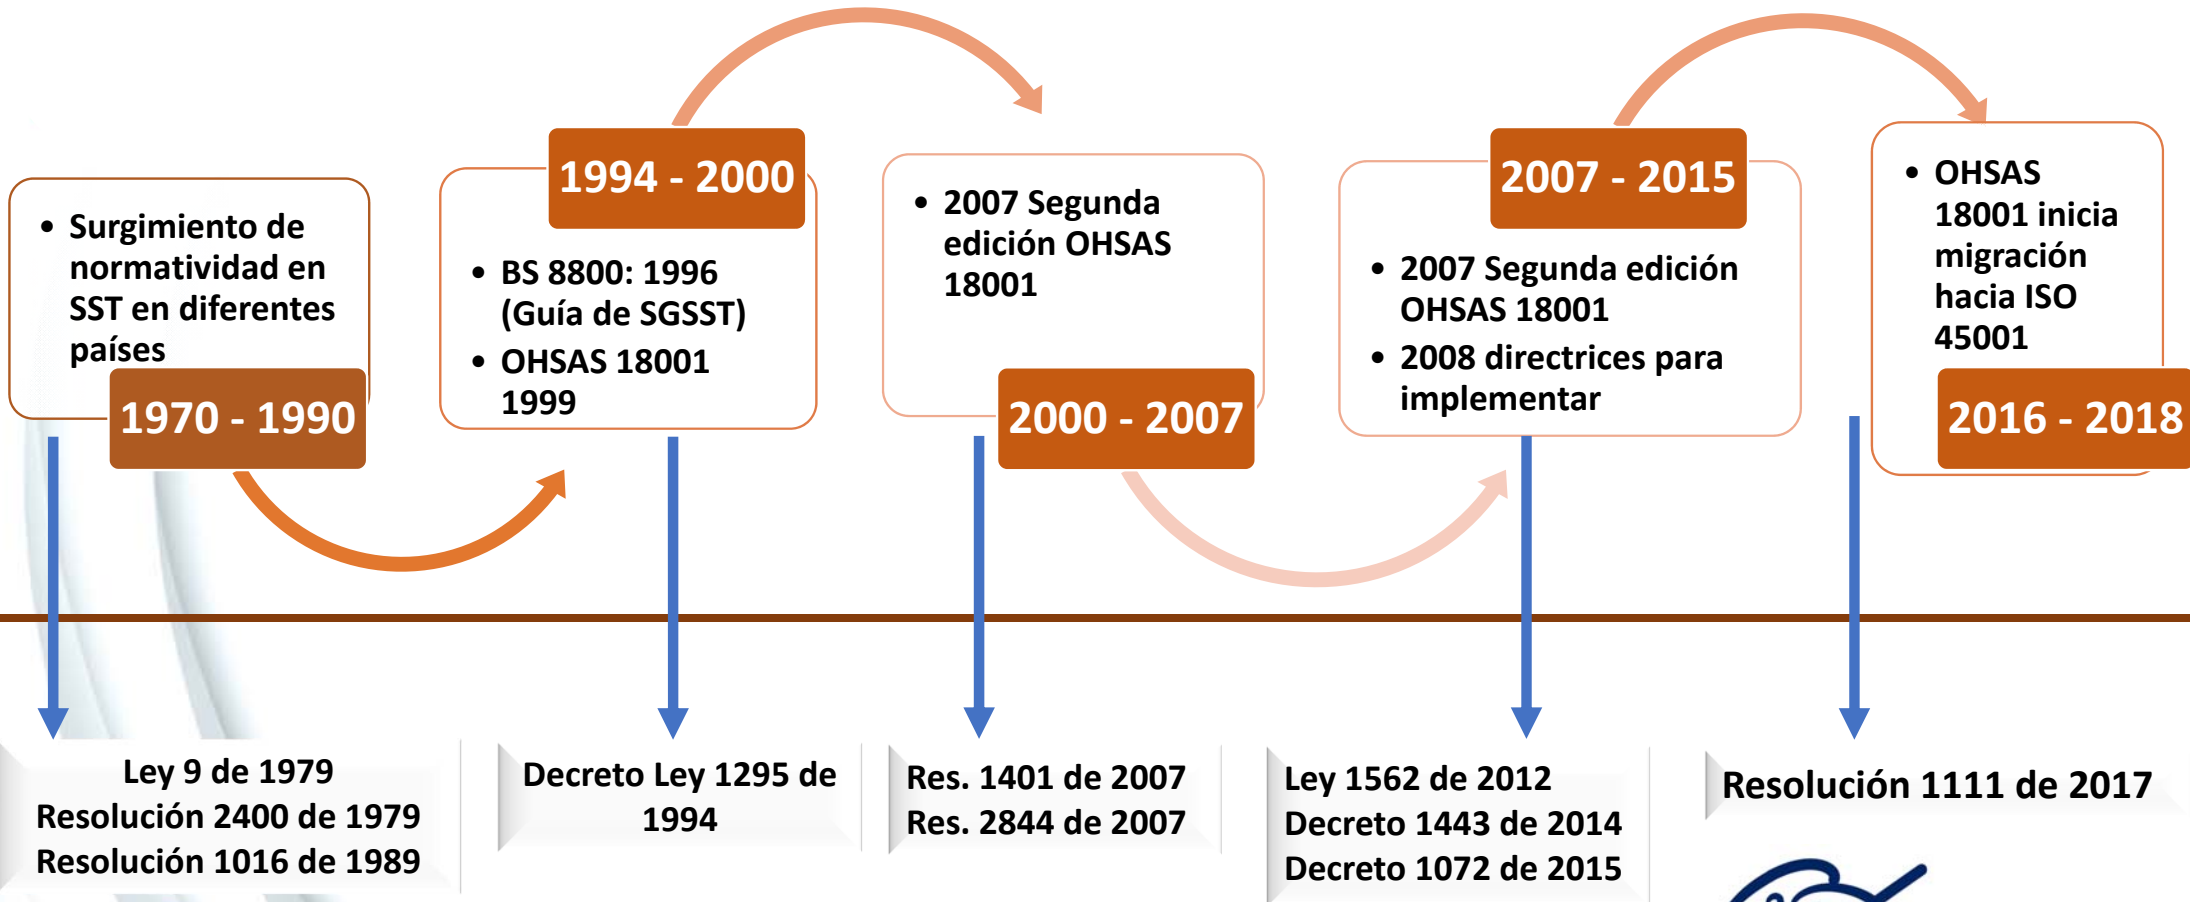 • Surgimiento de
normatividad en
SST en diferentes
países
1970 - 1990
1994 - 2000
• BS 8800: 1996
(Guía de SGSST)
• OHSAS 18001
1999
• 2007 Segunda
edición OHSAS
18001
2000 - 2007
2007 - 2015
• 2007 Segunda edición
OHSAS 18001
• 2008 directrices para
implementar
• OHSAS
18001 inicia
migración
hacia ISO
45001
2016 - 2018
Ley 9 de 1979
Resolución 2400 de 1979
Resolución 1016 de 1989
Decreto Ley 1295 de
1994
Res. 1401 de 2007
Res. 2844 de 2007
Ley 1562 de 2012
Decreto 1443 de 2014
Decreto 1072 de 2015
Resolución 1111 de 2017